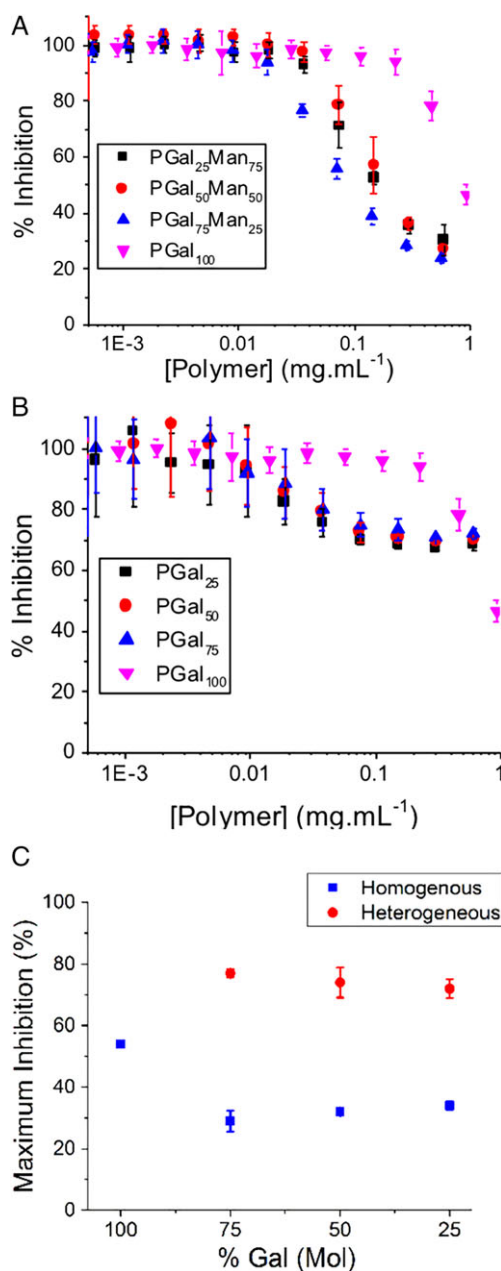 A
% Inhibition
120
100
80
60
40
20
0
PGal₂₅Man₇₅
PGal₅₀Man₅₀
PGal₇₅Man₂₅
PGal₁₀₀
1E-3
0.01
0.1
1
[Polymer] (mg.mL⁻¹)
B
% Inhibition
100
80
60
40
20
0
PGal₂₅
PGal₅₀
PGal₇₅
PGal₁₀₀
1E-3
0.01
0.1
1
[Polymer] (mg.mL⁻¹)
C
Maximum Inhibition (%)
100
80
60
40
20
0
Homogenous
Heterogeneous
100
75
50
25
% Gal (Mol)